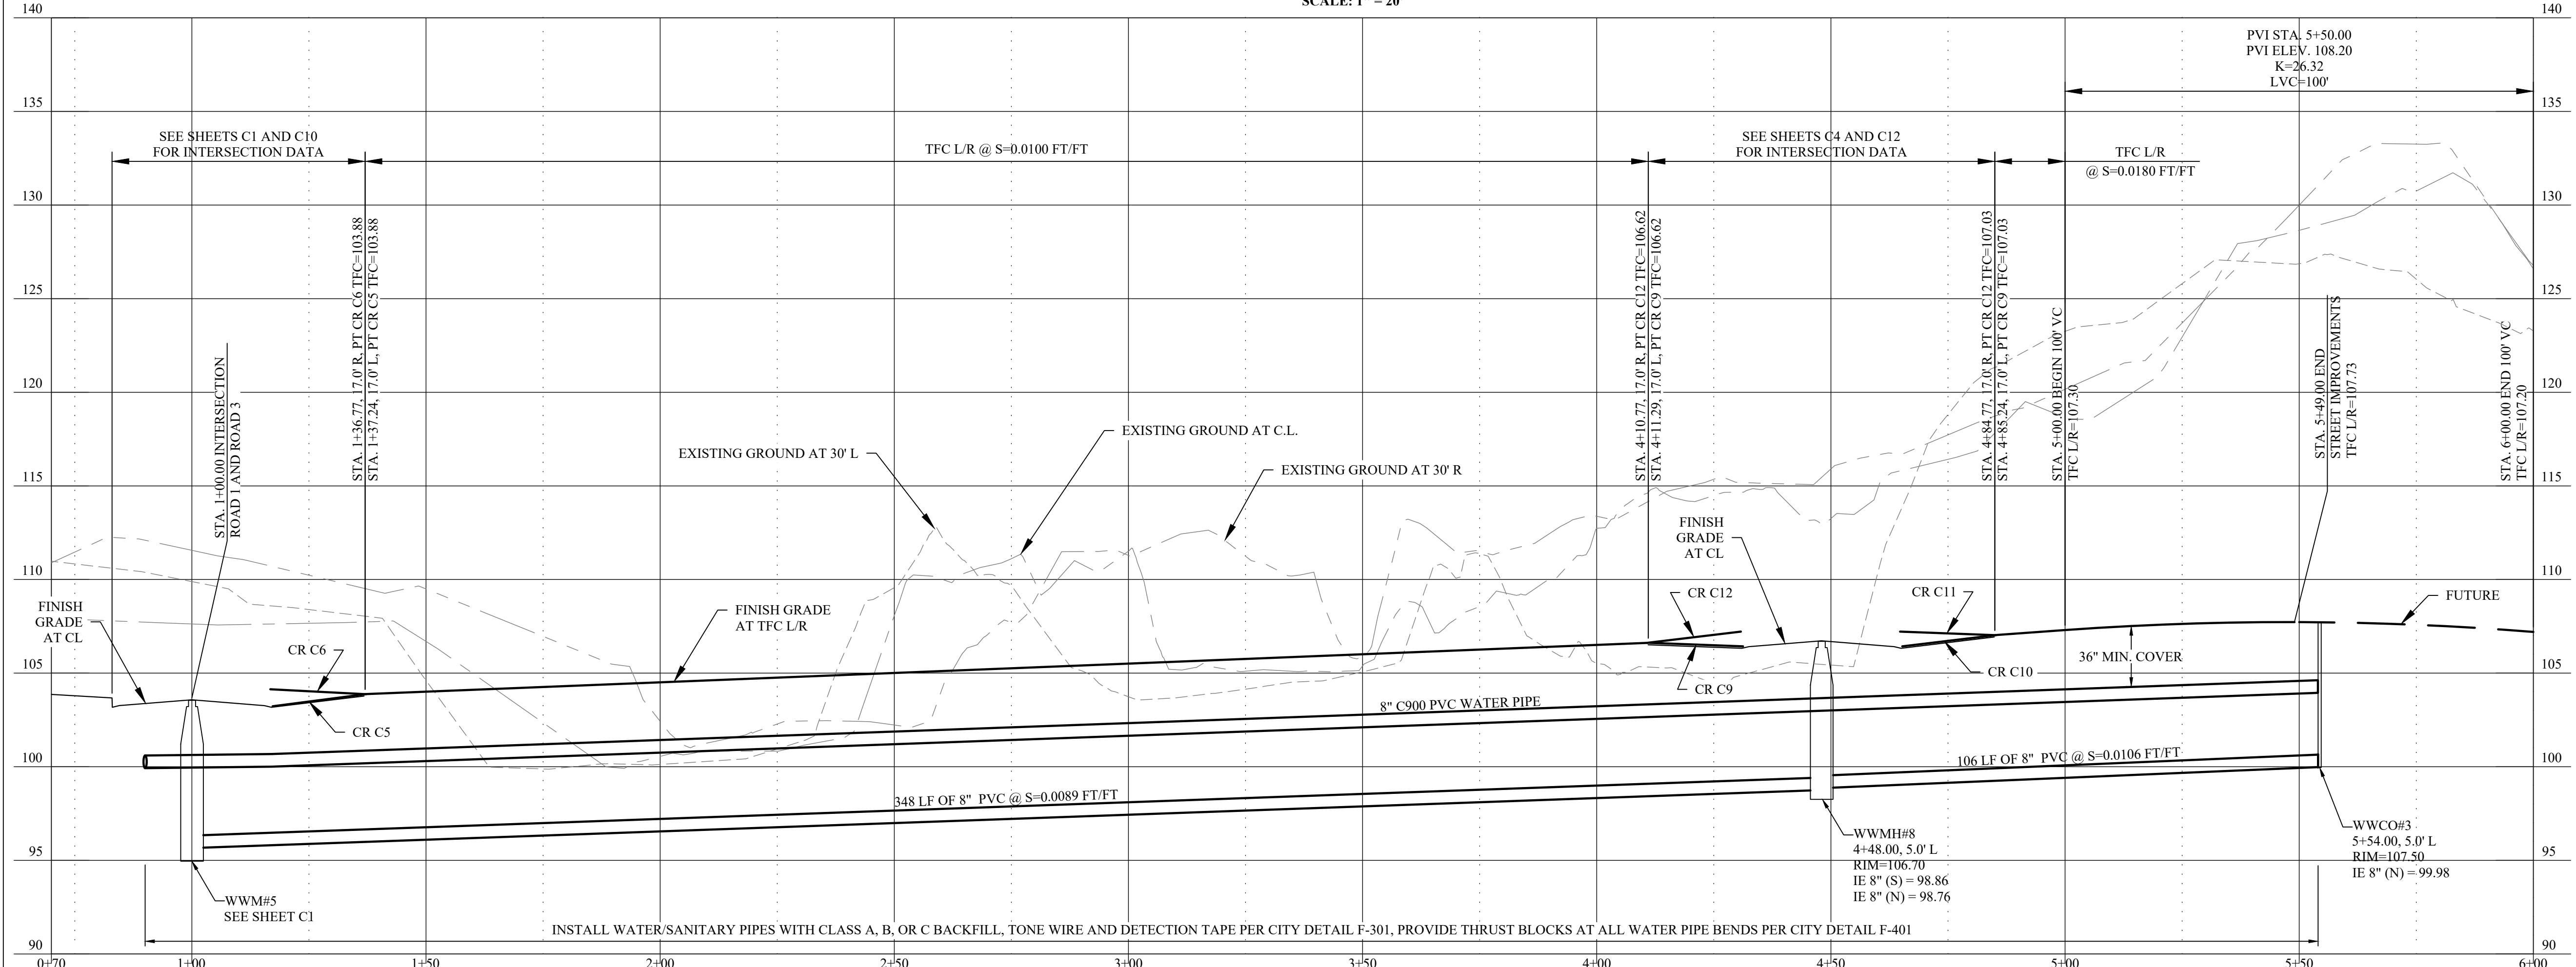 SCALE: 1" = 20'
140
140
135
135
130
130
125
125
120
120
115
115
110
110
105
105
100
100
95
95
90
90
PVI STA. 5+50.00
PVI ELEV. 108.20
K=26.32
LVC=100'
SEE SHEETS C1 AND C10
FOR INTERSECTION DATA
TFC L/R @ S=0.0100 FT/FT
SEE SHEETS C4 AND C12
FOR INTERSECTION DATA
TFC L/R
@ S=0.0180 FT/FT
STA. 1+00.00 INTERSECTION
ROAD 1 AND ROAD 3
STA. 1+36.77, 17.0' R, PT CR C6 TFC=103.88
STA. 1+37.24, 17.0' L, PT CR C5 TFC=103.88
STA. 4+10.77, 17.0' R, PT CR C12 TFC=106.62
STA. 4+11.29, 17.0' L, PT CR C9 TFC=106.62
STA. 4+84.77, 17.0' R, PT CR C12 TFC=107.03
STA. 4+85.24, 17.0' L, PT CR C9 TFC=107.03
STA. 5+00.00 BEGIN 100' VC
TFC L/R=107.30
STA. 5+49.00 END
STREET IMPROVEMENTS
TFC L/R=107.73
STA. 6+00.00 END 100' VC
TFC L/R=107.20
EXISTING GROUND AT 30' L
EXISTING GROUND AT C.L.
EXISTING GROUND AT 30' R
FINISH
GRADE
AT CL
CR C6
CR C5
FINISH GRADE
AT TFC L/R
FINISH
GRADE
AT CL
CR C12
CR C9
CR C11
CR C10
FUTURE
36" MIN. COVER
8" C900 PVC WATER PIPE
348 LF OF 8" PVC @ S=0.0089 FT/FT
106 LF OF 8" PVC @ S=0.0106 FT/FT
WWM#5
SEE SHEET C1
WWMH#8
4+48.00, 5.0' L
RIM=106.70
IE 8" (S) = 98.86
IE 8" (N) = 98.76
WWCO#3
5+54.00, 5.0' L
RIM=107.50
IE 8" (N) = 99.98
INSTALL WATER/SANITARY PIPES WITH CLASS A, B, OR C BACKFILL, TONE WIRE AND DETECTION TAPE PER CITY DETAIL F-301, PROVIDE THRUST BLOCKS AT ALL WATER PIPE BENDS PER CITY DETAIL F-401
0+70
1+00
1+50
2+00
2+50
3+00
3+50
4+00
4+50
5+00
5+50
6+00